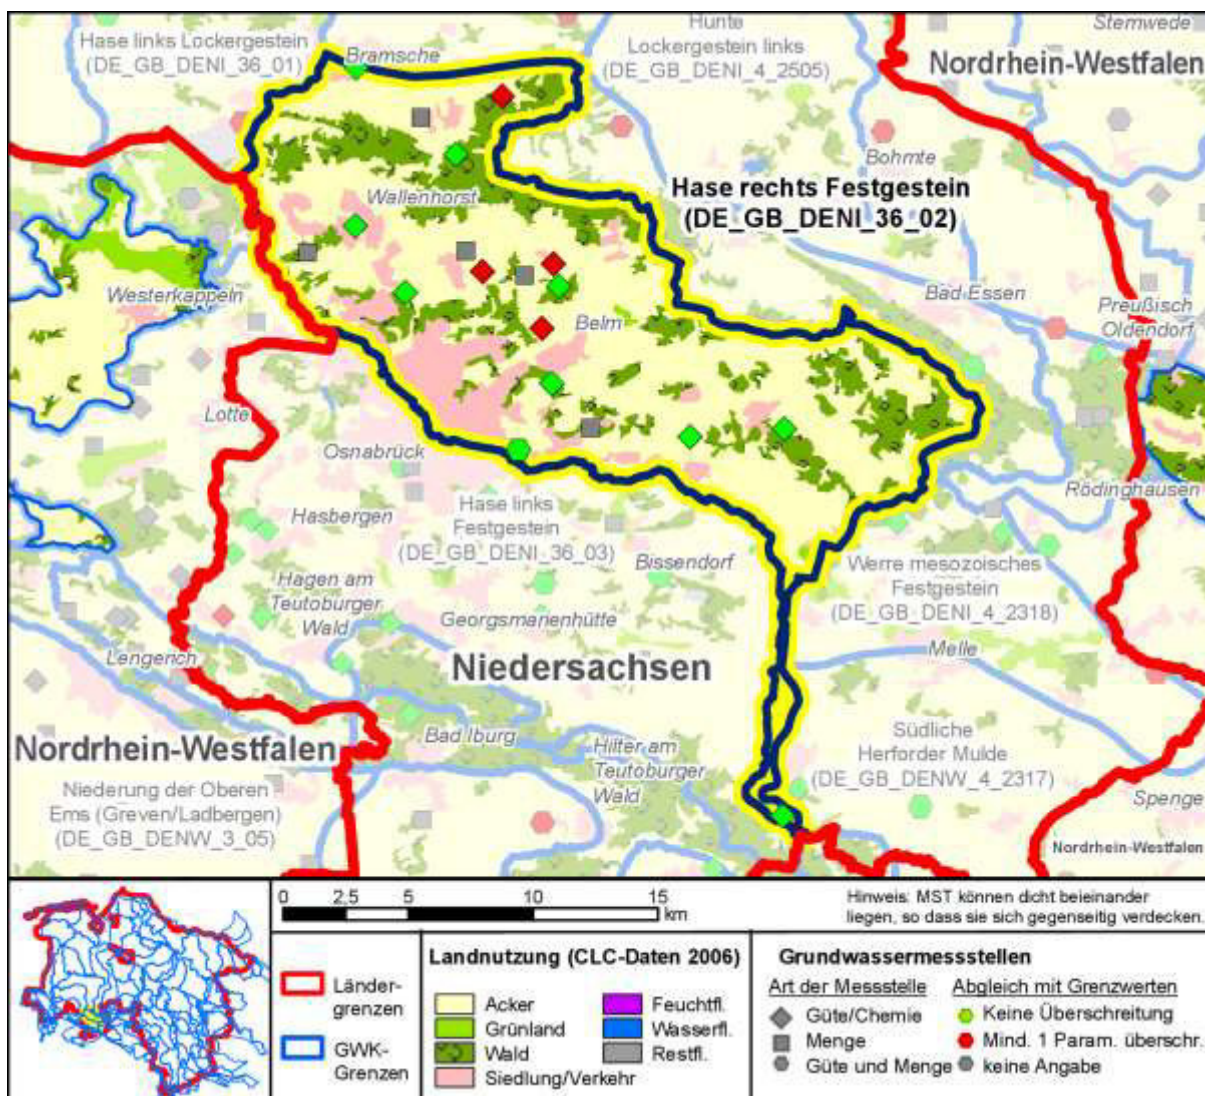 Hase links Lockergestein
(DE_GB_DENI_36_01)
Bramsche
Hunte
Lockergestein links
(DE_GB_DENI_4_2505)
Stemwede
Nordrhein-Westfalen
Bohmte
Wallenhorst
Hase rechts Festgestein
(DE_GB_DENI_36_02)
Westerkappeln
Bad Essen
Preußisch
Oldendorf
Belm
Lotte
Osnabrück
Rödinghausen
Hasbergen
Hase links
Festgestein
(DE_GB_DENI_36_03)
Bissendorf
Werre mesozoisches
Festgestein
(DE_GB_DENI_4_2318)
Hagen am
Teutoburger
Wald
Georgsmarienhütte
Lengerich
Niedersachsen
Melle
Nordrhein-Westfalen
Bad Iburg
Hilter am
Teutoburger
Wald
Südliche
Herforder Mulde
(DE_GB_DENW_4_2317)
Niederung der Oberen
Ems (Greven/Ladbergen)
(DE_GB_DENW_3_05)
Spenge
Nordrhein-Westfalen
0 2,5 5 10 15
km
Hinweis: MST können dicht beieinander
liegen, so dass sie sich gegenseitig verdecken.
Länder-
grenzen
GWK-
Grenzen
Landnutzung (CLC-Daten 2006)
Acker
Grünland
Wald
Siedlung/Verkehr
Feuchtfl.
Wasserfl.
Restfl.
Grundwassermessstellen
Art der Messstelle
Güte/Chemie
Menge
Güte und Menge
Abgleich mit Grenzwerten
Keine Überschreitung
Mind. 1 Param. überschr.
keine Angabe